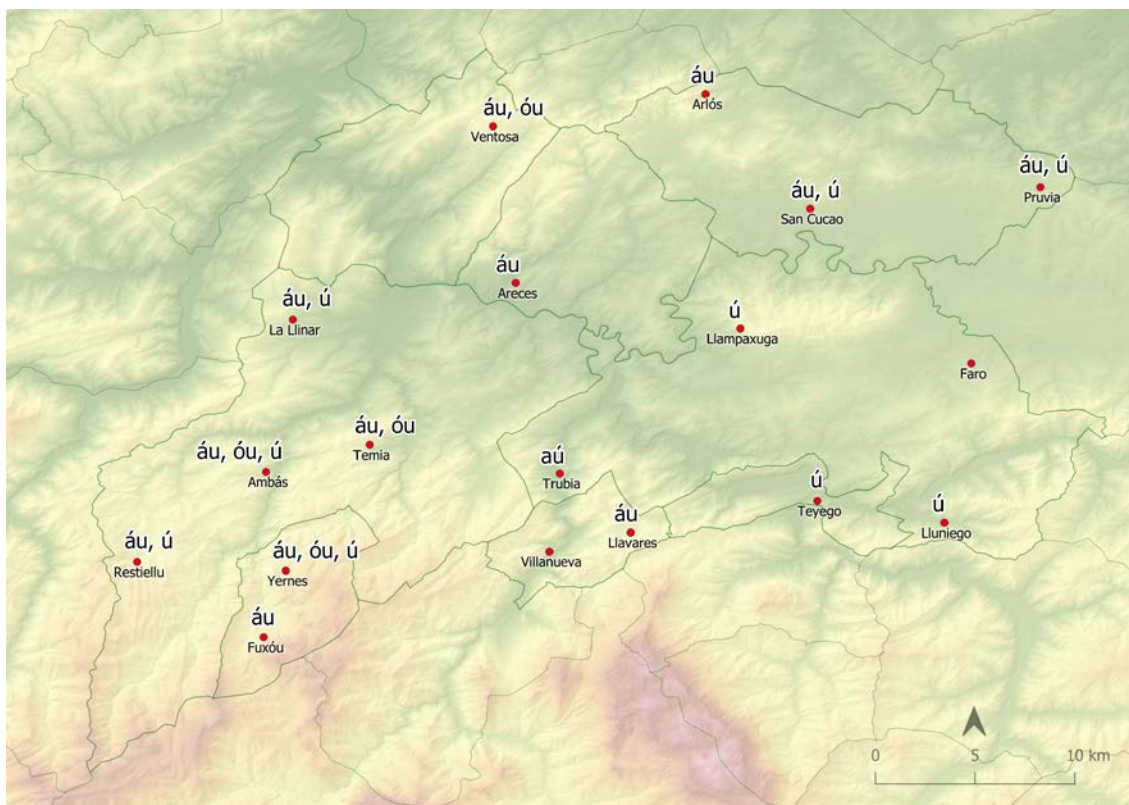 áu
Arlós
áu, óu
Ventosa
áu, ú
Pruvia
áu, ú
San Cucao
áu
Areces
áu, ú
La Llinar
ú
Llampaxuga
Faro
áu, óu
Temia
áu, óu, ú
Ambás
aú
Trubia
ú
Teyego
ú
Lluniego
áu
Llavares
Villanueva
áu, ú
Restiellu
áu, óu, ú
Yernes
áu
Fuxóu
0 5 10 km